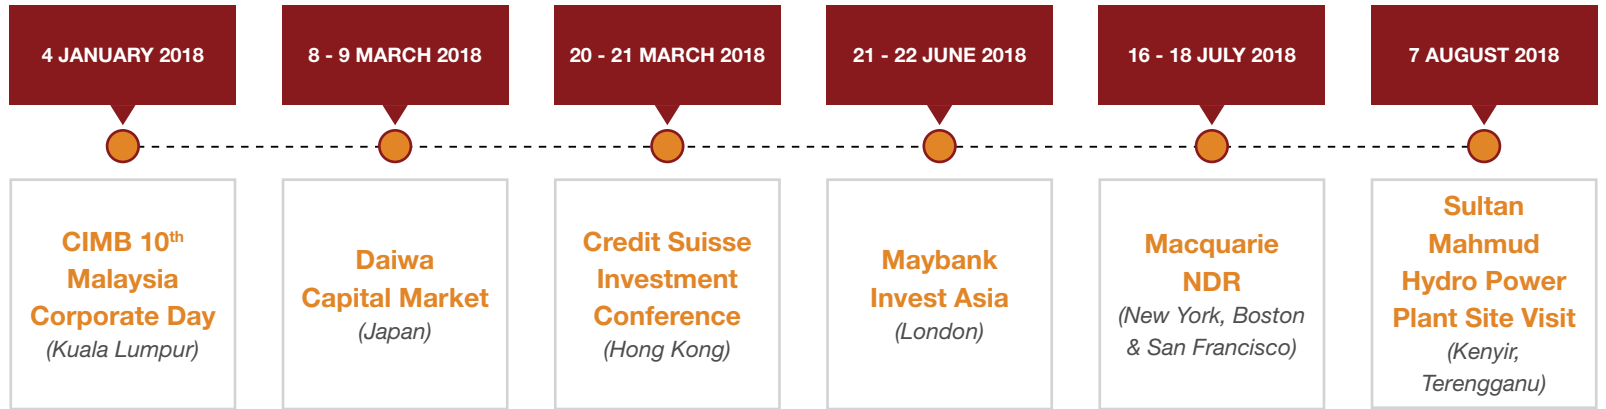 4 JANUARY 2018
8 - 9 MARCH 2018
20 - 21 MARCH 2018
21 - 22 JUNE 2018
16 - 18 JULY 2018
7 AUGUST 2018
CIMB 10th
Malaysia
Corporate Day
(Kuala Lumpur)
Daiwa
Capital Market
(Japan)
Credit Suisse
Investment
Conference
(Hong Kong)
Maybank
Invest Asia
(London)
Macquarie
NDR
(New York, Boston
& San Francisco)
Sultan
Mahmud
Hydro Power
Plant Site Visit
(Kenyir,
Terengganu)